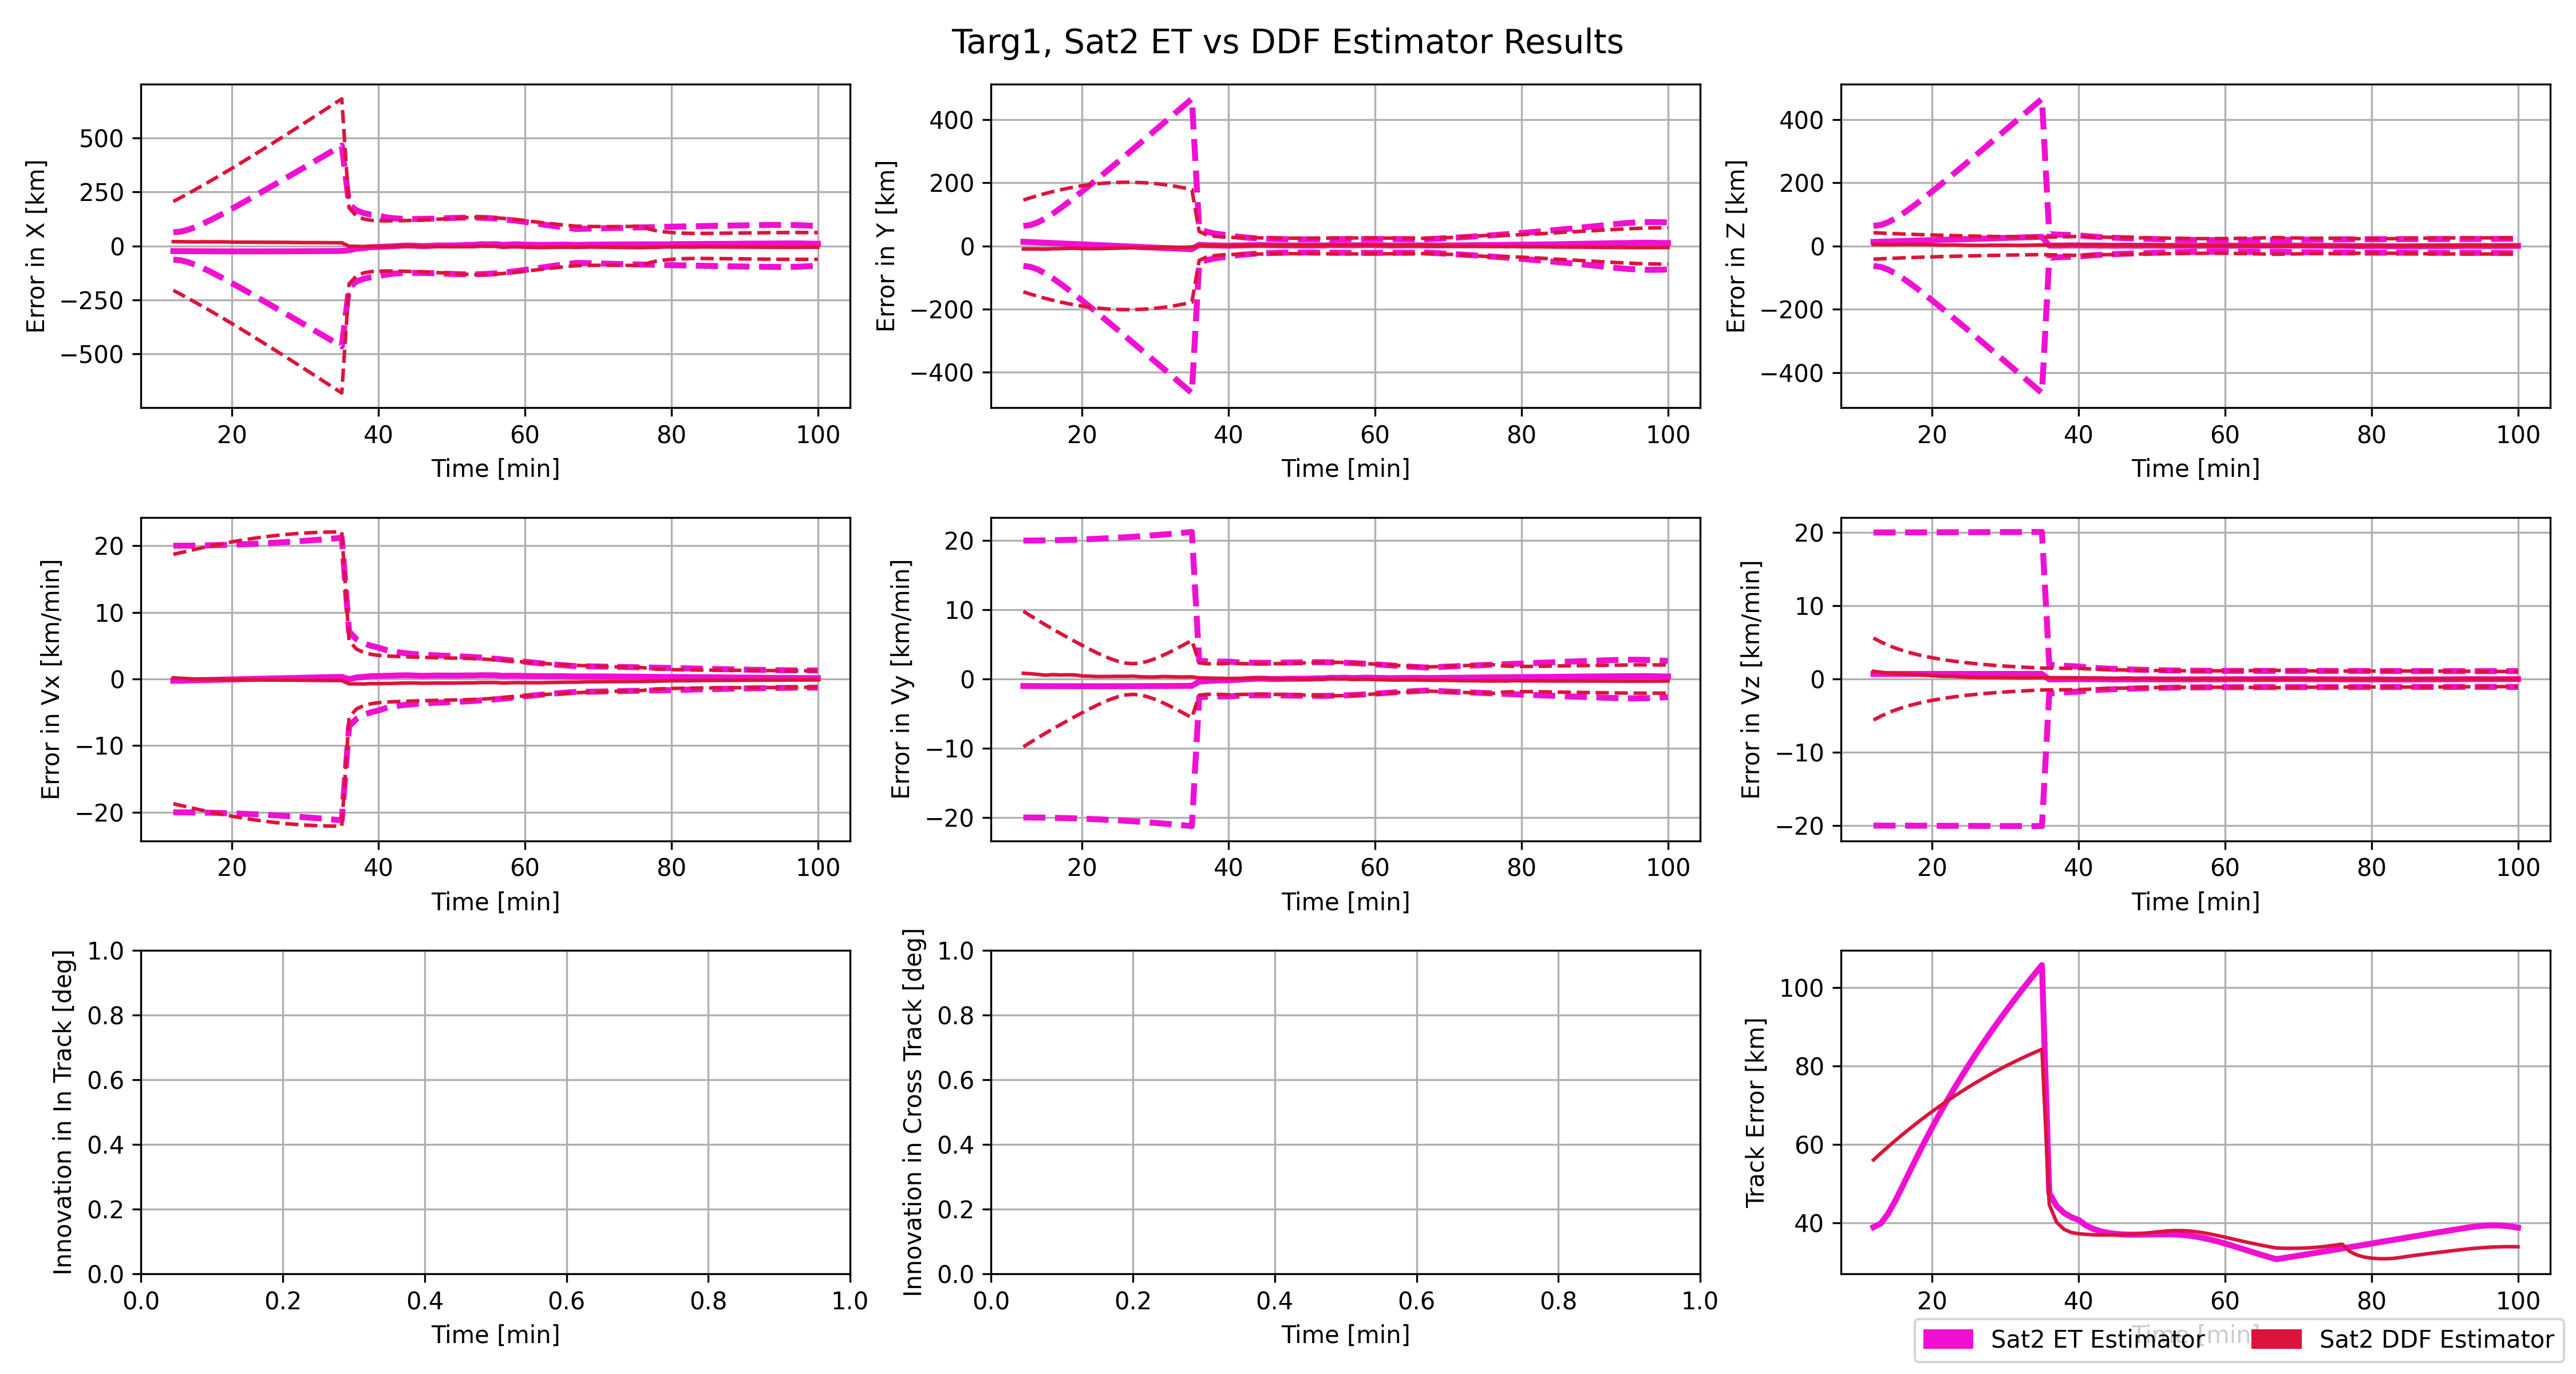 Targ1, Sat2 ET vs DDF Estimator Results
Error in X [km]
500
250
0
−250
−500
20 40 60 80 100
Time [min]
Error in Y [km]
400
200
0
−200
−400
20 40 60 80 100
Time [min]
Error in Z [km]
400
200
0
−200
−400
20 40 60 80 100
Time [min]
Error in Vx [km/min]
20
10
0
−10
−20
20 40 60 80 100
Time [min]
Error in Vy [km/min]
20
10
0
−10
−20
20 40 60 80 100
Time [min]
Error in Vz [km/min]
20
10
0
−10
−20
20 40 60 80 100
Time [min]
Innovation in In Track [deg]
1.0
0.8
0.6
0.4
0.2
0.0
0.0 0.2 0.4 0.6 0.8 1.0
Time [min]
Innovation in Cross Track [deg]
1.0
0.8
0.6
0.4
0.2
0.0
0.0 0.2 0.4 0.6 0.8 1.0
Time [min]
Track Error [km]
100
80
60
40
20 40 60 80 100
Time [min]
Sat2 ET Estimator Sat2 DDF Estimator